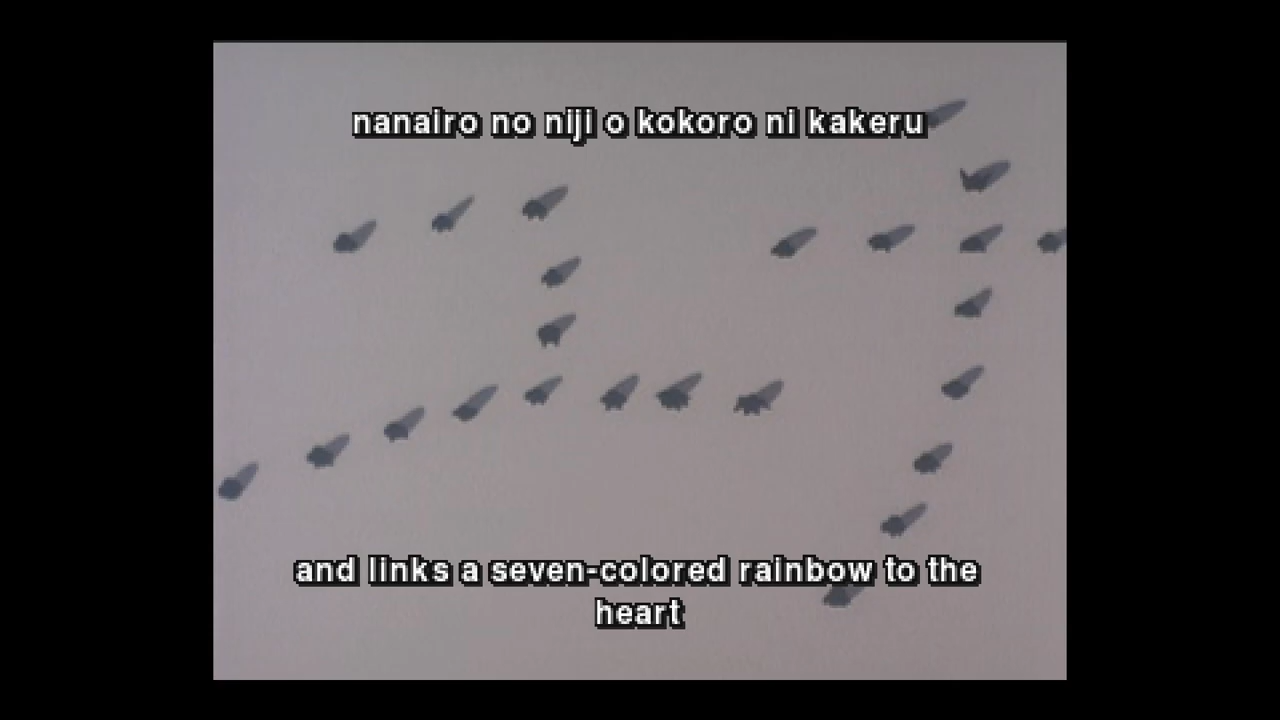 nanairo no niji o kokoro ni kakeru
and links a seven-colored rainbow to the
heart